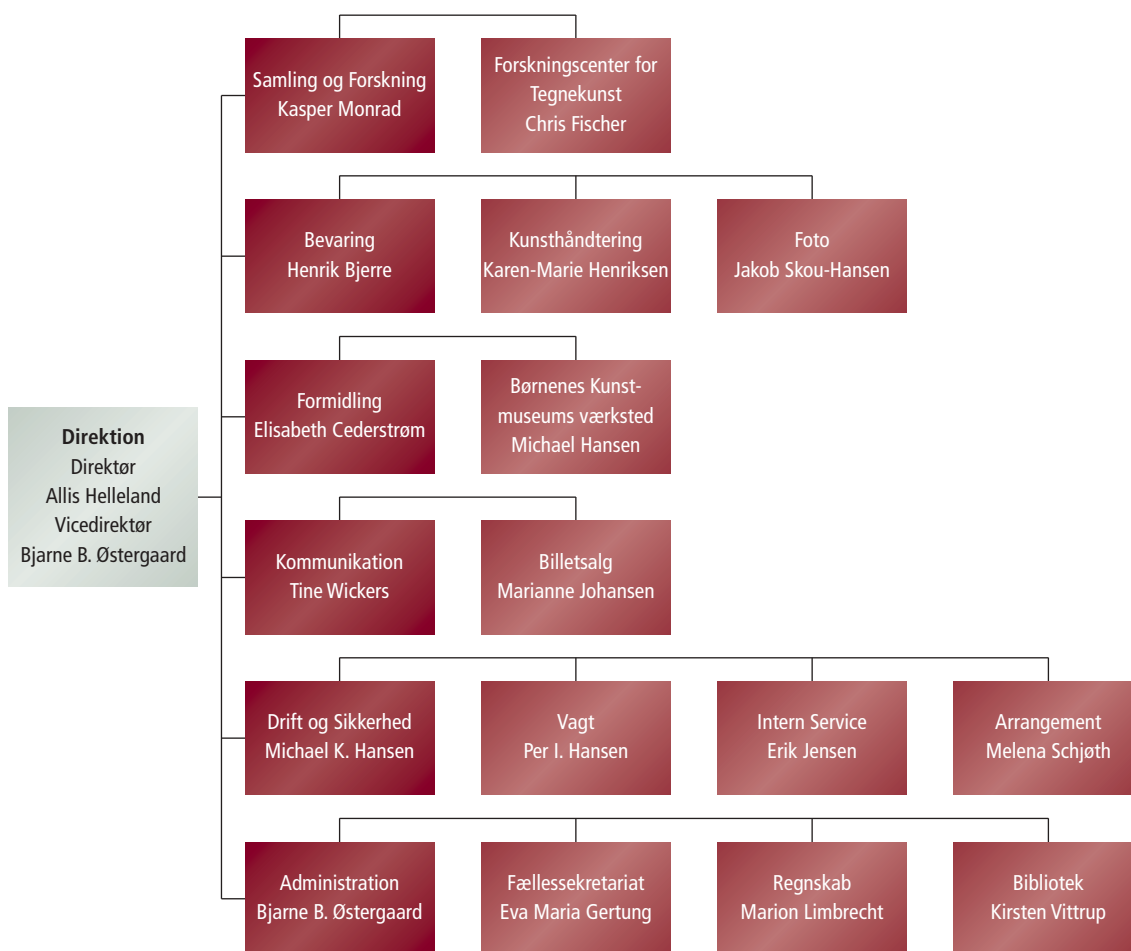 Samling og Forskning
Kasper Monrad
Forskningscenter for
Tegnekunst
Chris Fischer
Bevaring
Henrik Bjerre
Kunsthåndtering
Karen-Marie Henriksen
Foto
Jakob Skou-Hansen
Formidling
Elisabeth Cederstrøm
Børnenes Kunst-
museums værksted
Michael Hansen
Direktion
Direktør
Allis Helleland
Vicedirektør
Bjarne B. Østergaard
Kommunikation
Tine Wickers
Billetsalg
Marianne Johansen
Drift og Sikkerhed
Michael K. Hansen
Vagt
Per I. Hansen
Intern Service
Erik Jensen
Arrangement
Melena Schjøth
Administration
Bjarne B. Østergaard
Fællessekretariat
Eva Maria Gertung
Regnskab
Marion Limbrecht
Bibliotek
Kirsten Vittrup